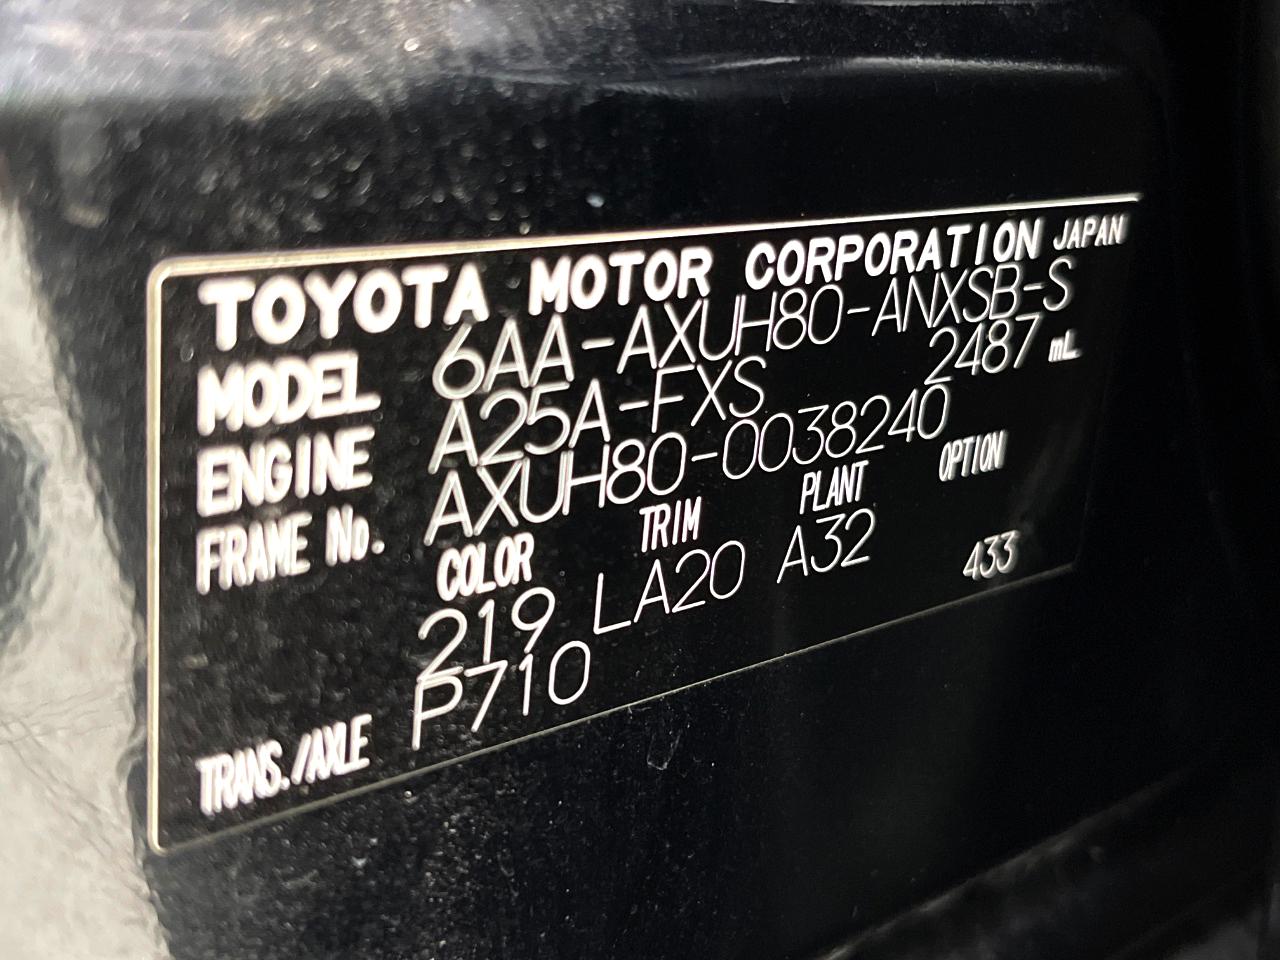 TOYOTA MOTOR CORPORATION JAPAN
MODEL 6AA-AXUH80-ANXSB-S
ENGINE A25A-FXS 2487 mL
FRAME No. AXUH80-0038240
COLOR TRIM PLANT OPTION
219 LA20 A32 433
TRANS./AXLE P710